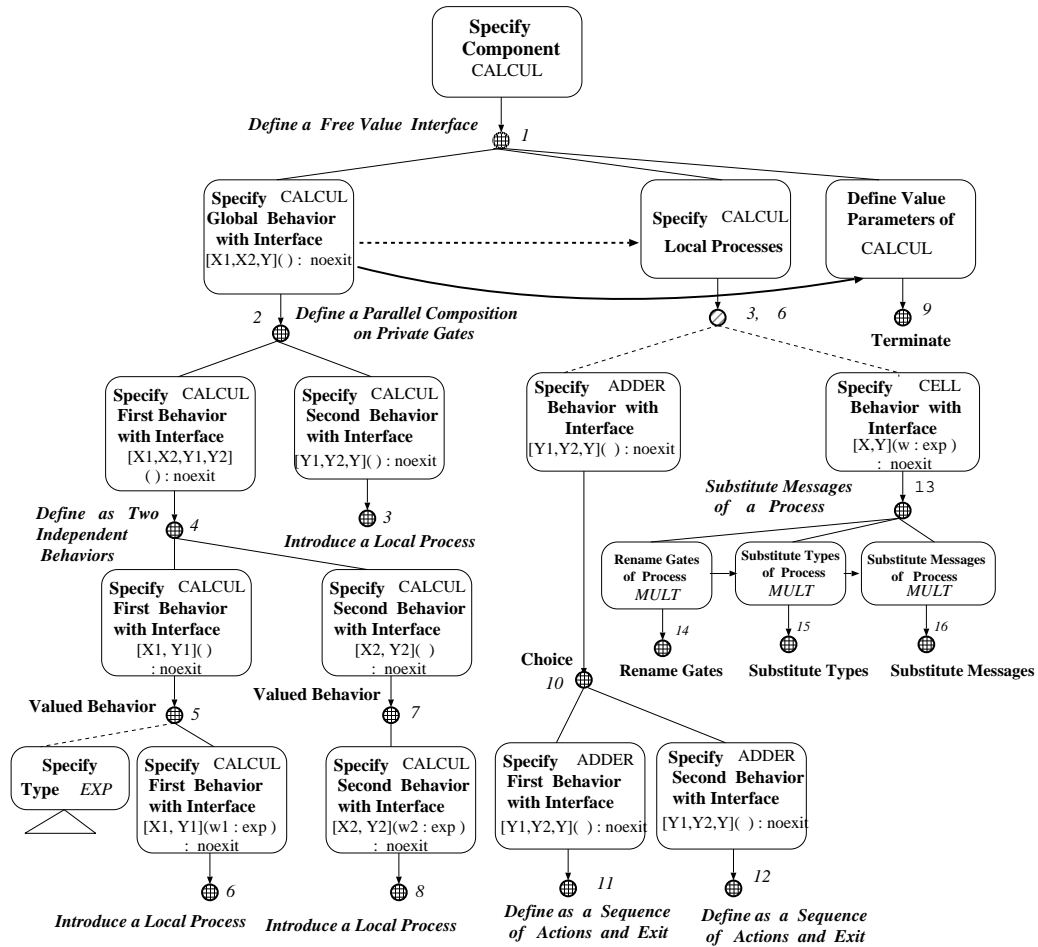 Specify
Component
CALCUL
Define a Free Value Interface
1
Specify CALCUL
Global Behavior
with Interface
[X1,X2,Y]( ) : noexit
Specify CALCUL
Local Processes
Define Value
Parameters of
CALCUL
2
Define a Parallel Composition
on Private Gates
3, 6
9
Terminate
Specify CALCUL
First Behavior
with Interface
[X1,X2,Y1,Y2]
( ) : noexit
Specify CALCUL
Second Behavior
with Interface
[Y1,Y2,Y]( ) : noexit
Specify ADDER
Behavior with
Interface
[Y1,Y2,Y]( ) : noexit
Specify CELL
Behavior with
Interface
[X,Y](w : exp )
: noexit
Define as Two
Independent
Behaviors
4
3
Introduce a Local Process
Substitute Messages
of a Process
13
Specify CALCUL
First Behavior
with Interface
[X1, Y1]( )
: noexit
Specify CALCUL
Second Behavior
with Interface
[X2, Y2]( )
: noexit
Rename Gates
of Process
MULT
Substitute Types
of Process
MULT
Substitute Messages
of Process
MULT
14
Rename Gates
15
Substitute Types
16
Substitute Messages
Choice
10
Valued Behavior
5
Valued Behavior
7
Specify
Type EXP
Specify CALCUL
First Behavior
with Interface
[X1, Y1](w1 : exp )
: noexit
Specify CALCUL
Second Behavior
with Interface
[X2, Y2](w2 : exp )
: noexit
Specify ADDER
First Behavior
with Interface
[Y1,Y2,Y]( ) : noexit
Specify ADDER
Second Behavior
with Interface
[Y1,Y2,Y]( ) : noexit
6
Introduce a Local Process
8
Introduce a Local Process
11
Define as a Sequence
of Actions and Exit
12
Define as a Sequence
of Actions and Exit